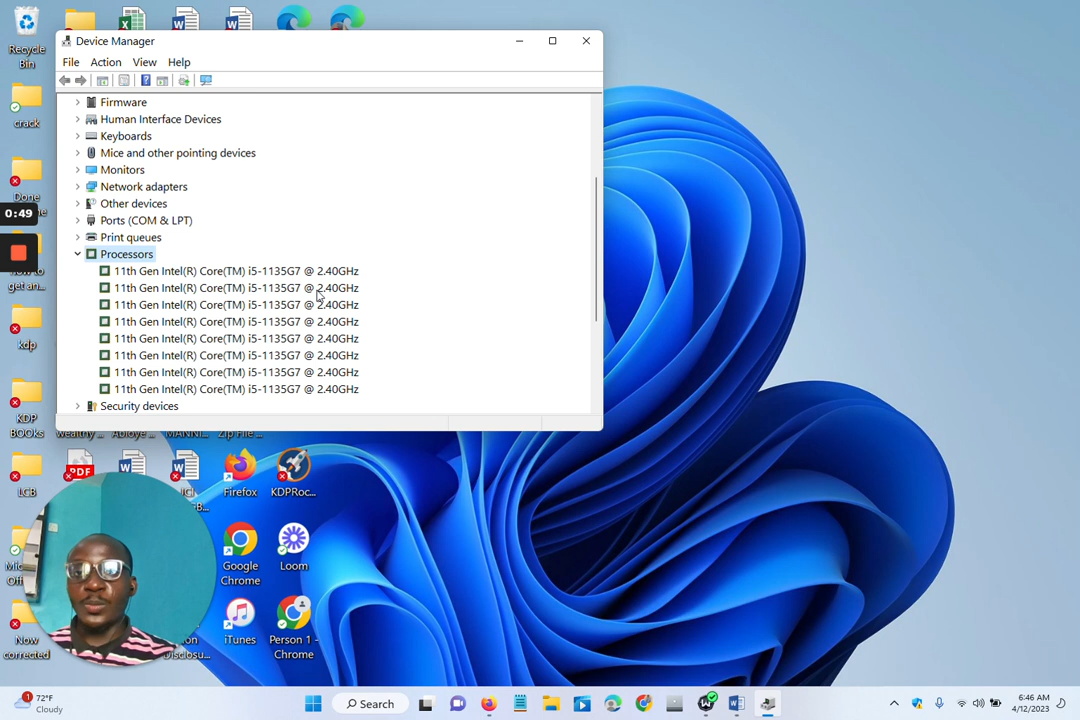 Recycle
Bin
crack
Done
0:49
how to
get an...
kdp
KDP
BOOKs
LCB
Now
corrected
Device Manager
File Action View Help
Firmware
Human Interface Devices
Keyboards
Mice and other pointing devices
Monitors
Network adapters
Other devices
Ports (COM & LPT)
Print queues
Processors
11th Gen Intel(R) Core(TM) i5-1135G7 @ 2.40GHz
11th Gen Intel(R) Core(TM) i5-1135G7 @ 2.40GHz
11th Gen Intel(R) Core(TM) i5-1135G7 @ 2.40GHz
11th Gen Intel(R) Core(TM) i5-1135G7 @ 2.40GHz
11th Gen Intel(R) Core(TM) i5-1135G7 @ 2.40GHz
11th Gen Intel(R) Core(TM) i5-1135G7 @ 2.40GHz
11th Gen Intel(R) Core(TM) i5-1135G7 @ 2.40GHz
11th Gen Intel(R) Core(TM) i5-1135G7 @ 2.40GHz
Security devices
wealthy ...
Zip File ...
PDF
Firefox
KDPRoc...
Google
Chrome
Loom
iTunes
Person 1 -
Chrome
Disclosu...
72°F
Cloudy
Search
6:46 AM
4/12/2023